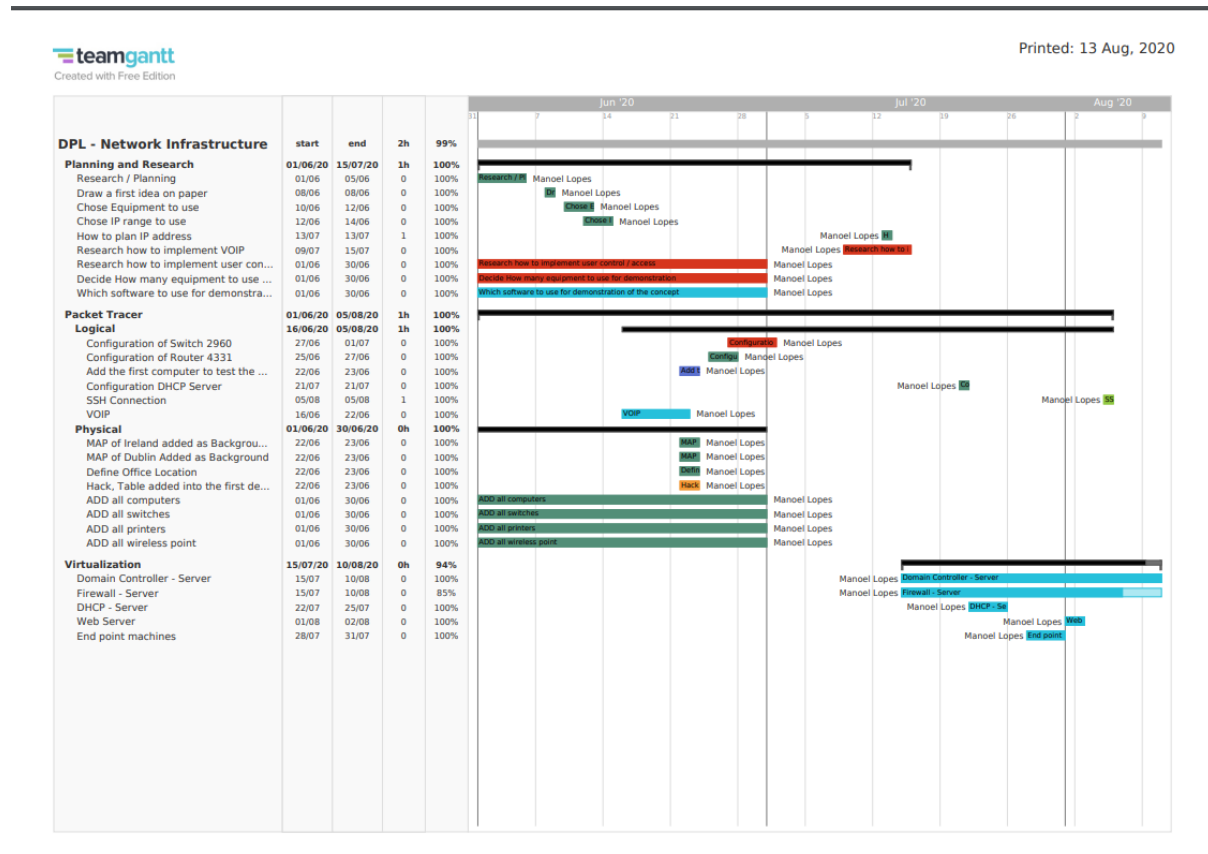 teamgantt
Created with Free Edition
Printed: 13 Aug, 2020
Jun '20 Jul '20 Aug '20
31 7 14 21 28 5 12 19 26 2 9
DPL - Network Infrastructure start end 2h 99%
Planning and Research 01/06/20 15/07/20 1h 100%
Research / Planning 01/06 05/06 0 100% Research / Pl Manoel Lopes
Draw a first idea on paper 08/06 08/06 0 100% Dr Manoel Lopes
Chose Equipment to use 10/06 12/06 0 100% Chose E Manoel Lopes
Chose IP range to use 12/06 14/06 0 100% Chose I Manoel Lopes
How to plan IP address 13/07 13/07 1 100% Manoel Lopes H
Research how to implement VOIP 09/07 15/07 0 100% Manoel Lopes Research how to i
Research how to implement user con... 01/06 30/06 0 100% Research how to implement user control / access Manoel Lopes
Decide How many equipment to use ... 01/06 30/06 0 100% Decide How many equipment to use for demonstration Manoel Lopes
Which software to use for demonstra... 01/06 30/06 0 100% Which software to use for demonstration of the concept Manoel Lopes
Packet Tracer 01/06/20 05/08/20 1h 100%
Logical 16/06/20 05/08/20 1h 100%
Configuration of Switch 2960 27/06 01/07 0 100% Configuratio Manoel Lopes
Configuration of Router 4331 25/06 27/06 0 100% Configu Manoel Lopes
Add the first computer to test the ... 22/06 23/06 0 100% Add t Manoel Lopes
Configuration DHCP Server 21/07 21/07 0 100% Manoel Lopes Co
SSH Connection 05/08 05/08 1 100% Manoel Lopes SS
VOIP 16/06 22/06 0 100% VOIP Manoel Lopes
Physical 01/06/20 30/06/20 0h 100%
MAP of Ireland added as Backgrou... 22/06 23/06 0 100% MAP Manoel Lopes
MAP of Dublin Added as Background 22/06 23/06 0 100% MAP Manoel Lopes
Define Office Location 22/06 23/06 0 100% Defin Manoel Lopes
Hack, Table added into the first de... 22/06 23/06 0 100% Hack Manoel Lopes
ADD all computers 01/06 30/06 0 100% ADD all computers Manoel Lopes
ADD all switches 01/06 30/06 0 100% ADD all switches Manoel Lopes
ADD all printers 01/06 30/06 0 100% ADD all printers Manoel Lopes
ADD all wireless point 01/06 30/06 0 100% ADD all wireless point Manoel Lopes
Virtualization 15/07/20 10/08/20 0h 94%
Domain Controller - Server 15/07 10/08 0 100% Manoel Lopes Domain Controller - Server
Firewall - Server 15/07 10/08 0 85% Manoel Lopes Firewall - Server
DHCP - Server 22/07 25/07 0 100% Manoel Lopes DHCP - Se
Web Server 01/08 02/08 0 100% Manoel Lopes Web
End point machines 28/07 31/07 0 100% Manoel Lopes End point